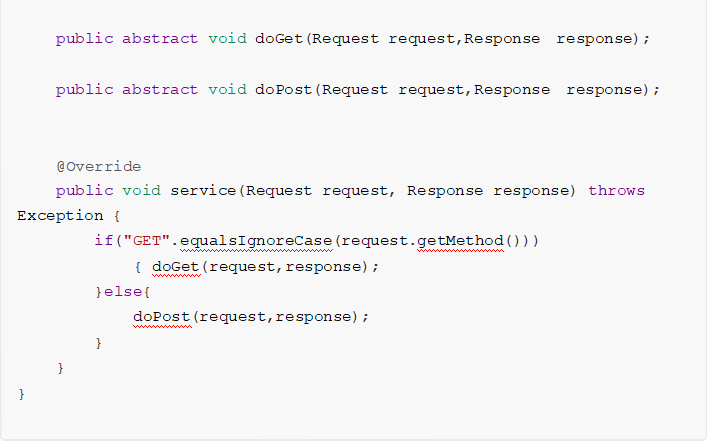 public abstract void doGet(Request request,Response response);
public abstract void doPost(Request request,Response response);
@Override
public void service(Request request, Response response) throws
Exception {
if("GET".equalsIgnoreCase(request.getMethod()))
{ doGet(request,response);
}else{
doPost(request,response);
}
}
}